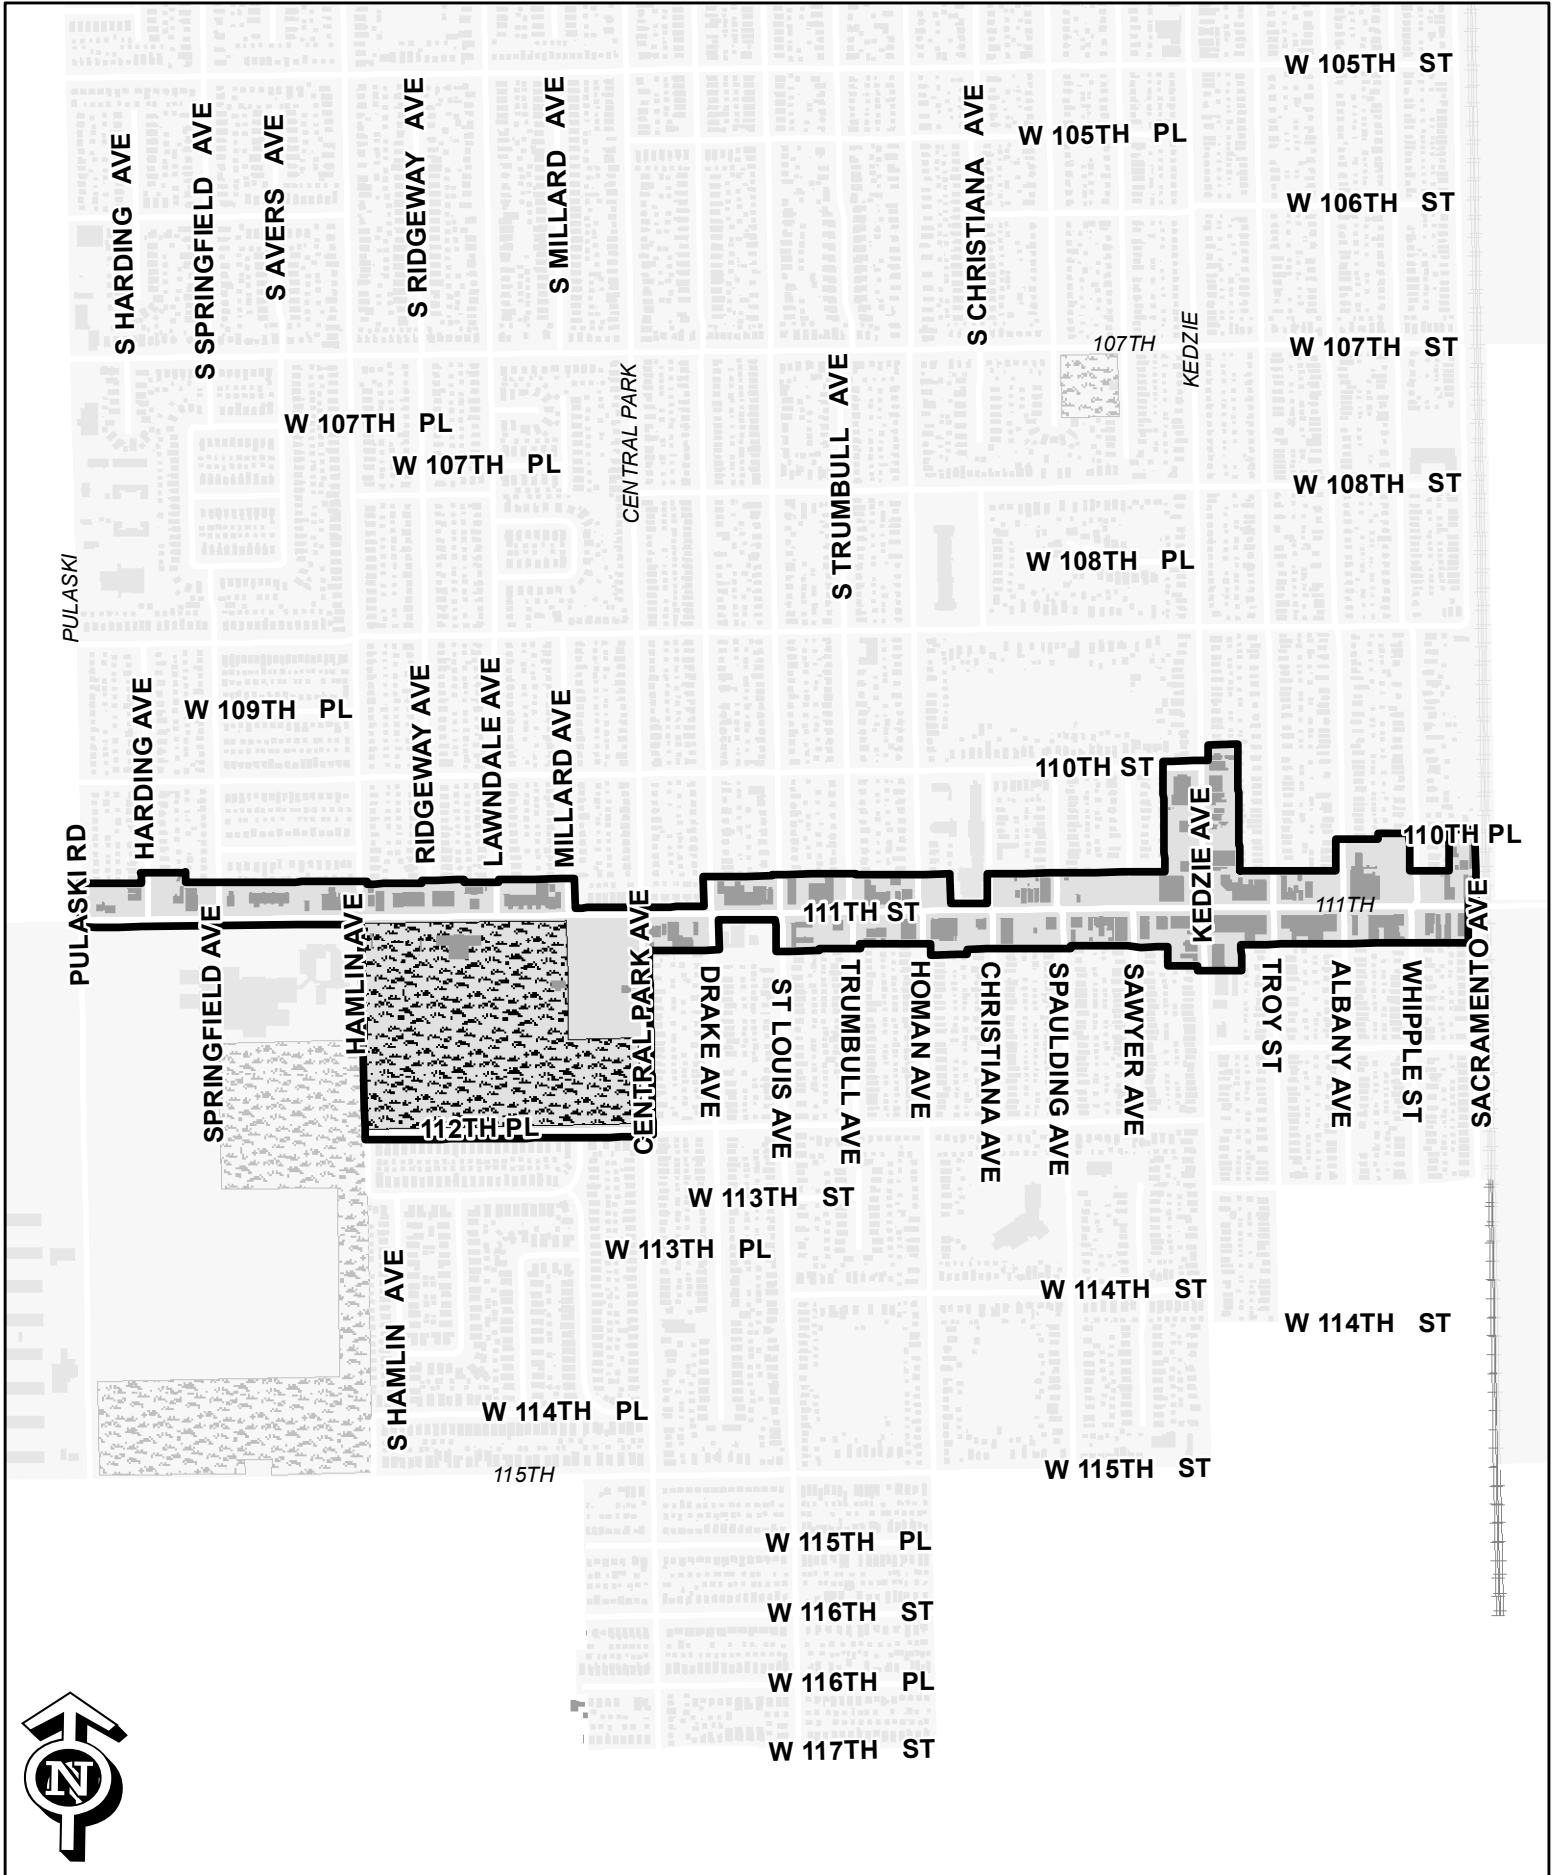 W 105TH ST
W 105TH PL
W 106TH ST
S HARDING AVE
S SPRINGFIELD AVE
S AVERS AVE
S RIDGEWAY AVE
S MILLARD AVE
S CHRISTIANA AVE
107TH
KEDZIE
W 107TH ST
W 107TH PL
W 107TH PL
CENTRAL PARK
S TRUMBULL AVE
W 108TH ST
W 108TH PL
PULASKI
W 109TH PL
HARDING AVE
RIDGEWAY AVE
LAWNDALE AVE
MILLARD AVE
110TH ST
KEDZIE AVE
110TH PL
PULASKI RD
111TH ST
111TH
SPRINGFIELD AVE
HAMLIN AVE
CENTRAL PARK AVE
DRAKE AVE
ST LOUIS AVE
TRUMBULL AVE
HOMAN AVE
CHRISTIANA AVE
SPAULDING AVE
SAWYER AVE
TROY ST
ALBANY AVE
WHIPPLE ST
SACRAMENTO AVE
112TH PL
W 113TH ST
W 113TH PL
S HAMLIN AVE
W 114TH ST
W 114TH ST
W 114TH PL
115TH
W 115TH ST
W 115TH PL
W 116TH ST
W 116TH PL
W 117TH ST
N